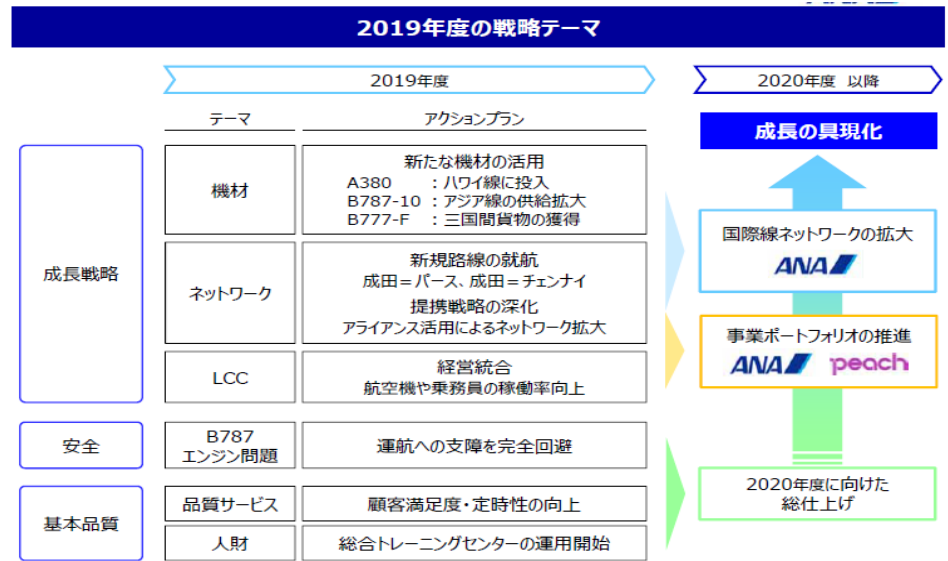 2019年度の戦略テーマ
2019年度
2020年度 以降
テーマ
アクションプラン
成長の具現化
成長戦略
機材
新たな機材の活用
A380 ：ハワイ線に投入
B787-10 ：アジア線の供給拡大
B777-F ：三国間貨物の獲得
ネットワーク
新規路線の就航
成田＝パース、成田＝チェンナイ
提携戦略の深化
アライアンス活用によるネットワーク拡大
LCC
経営統合
航空機や乗務員の稼働率向上
安全
B787
エンジン問題
運航への支障を完全回避
基本品質
品質サービス
顧客満足度・定時性の向上
人財
総合トレーニングセンターの運用開始
国際線ネットワークの拡大
ANA
事業ポートフォリオの推進
ANA peach
2020年度に向けた
総仕上げ